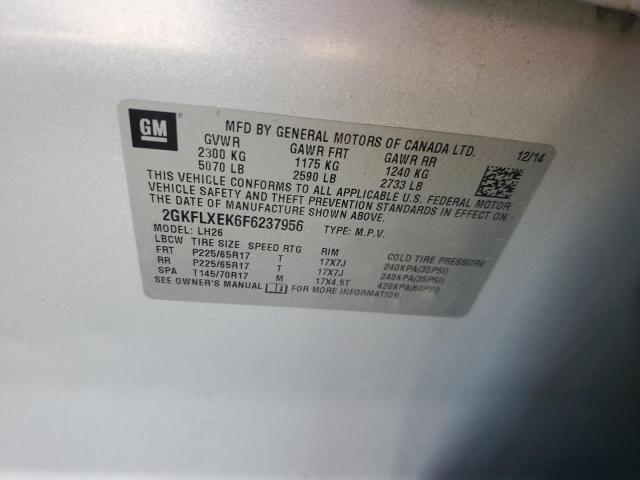 GM
MFD BY GENERAL MOTORS OF CANADA LTD.
GVWR GAWR FRT GAWR RR 12/14
2300 KG 1175 KG 1240 KG
5070 LB 2590 LB 2733 LB
THIS VEHICLE CONFORMS TO ALL APPLICABLE U.S. FEDERAL MOTOR
VEHICLE SAFETY AND THEFT PREVENTION STANDARDS IN EFFECT ON
THE DATE OF MANUFACTURE SHOWN ABOVE.
2GKFLXEK6F6237956 TYPE: M.P.V.
MODEL: LH26
LBCW TIRE SIZE SPEED RTG RIM COLD TIRE PRESSURE
FRT P225/65R17 T 17X7J 240KPA(35PSI)
RR P225/65R17 T 17X7J 240KPA(35PSI)
SPA T145/70R17 M 17X4.5T 420KPA(60PSI)
SEE OWNER'S MANUAL FOR MORE INFORMATION